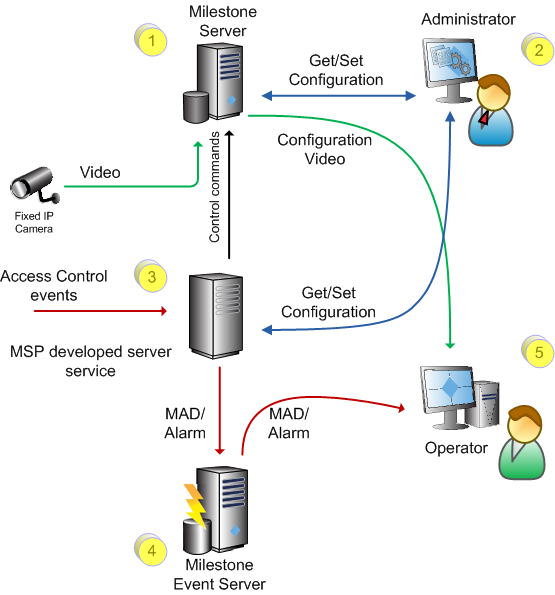 Milestone
Server
1
Administrator
2
Get/Set
Configuration
Configuration
Video
Video
Control commands
Fixed IP
Camera
3
Access Control
events
Get/Set
Configuration
MSP developed server
service
5
MAD/
Alarm
MAD/
Alarm
Operator
4
Milestone
Event Server